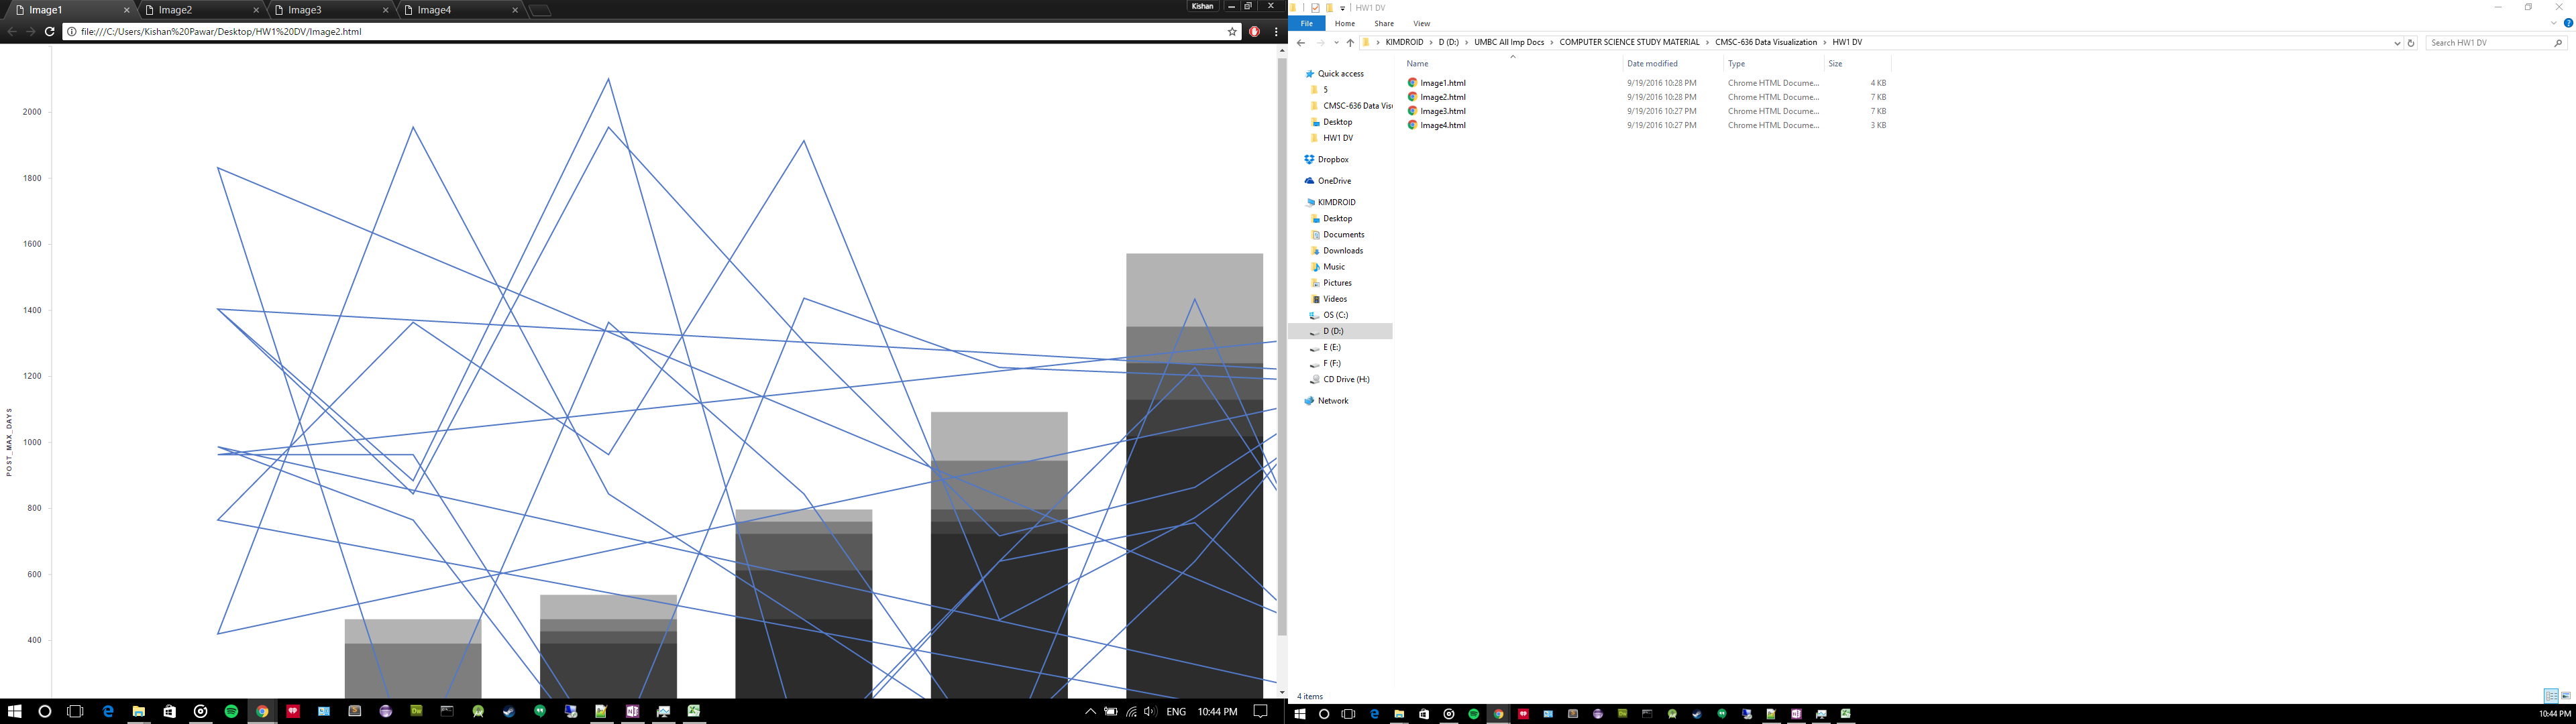 Image1
Image2
Image3
Image4
Kishan
file:///C:/Users/Kishan%20Pawar/Desktop/HW1%20DV/Image2.html
2000
1800
1600
1400
1200
1000
800
600
400
POST_MAX_DAYS
ENG 10:44 PM
HW1 DV
File Home Share View
KIMDROID D (D:) UMBC All Imp Docs COMPUTER SCIENCE STUDY MATERIAL CMSC-636 Data Visualization HW1 DV
Search HW1 DV
Name Date modified Type Size
Image1.html 9/19/2016 10:28 PM Chrome HTML Docume... 4 KB
Image2.html 9/19/2016 10:28 PM Chrome HTML Docume... 7 KB
Image3.html 9/19/2016 10:27 PM Chrome HTML Docume... 7 KB
Image4.html 9/19/2016 10:27 PM Chrome HTML Docume... 3 KB
Quick access
5
CMSC-636 Data Visu
Desktop
HW1 DV
Dropbox
OneDrive
KIMDROID
Desktop
Documents
Downloads
Music
Pictures
Videos
OS (C:)
D (D:)
E (E:)
F (F:)
CD Drive (H:)
Network
4 items
10:44 PM